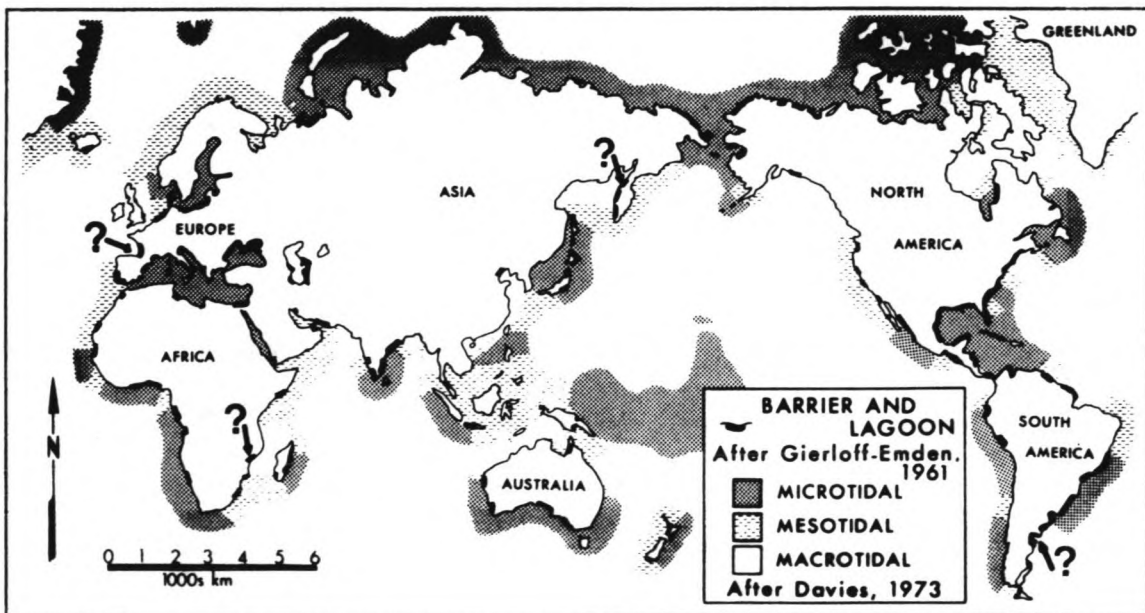 GREENLAND
?
ASIA
NORTH
AMERICA
?
EUROPE
AFRICA
?
N
AUSTRALIA
SOUTH
AMERICA
?
0 1 2 3 4 5 6
1000s km
BARRIER AND
LAGOON
After Gierloff-Emden,
1961
MICROTIDAL
MESOTIDAL
MACROTIDAL
After Davies, 1973